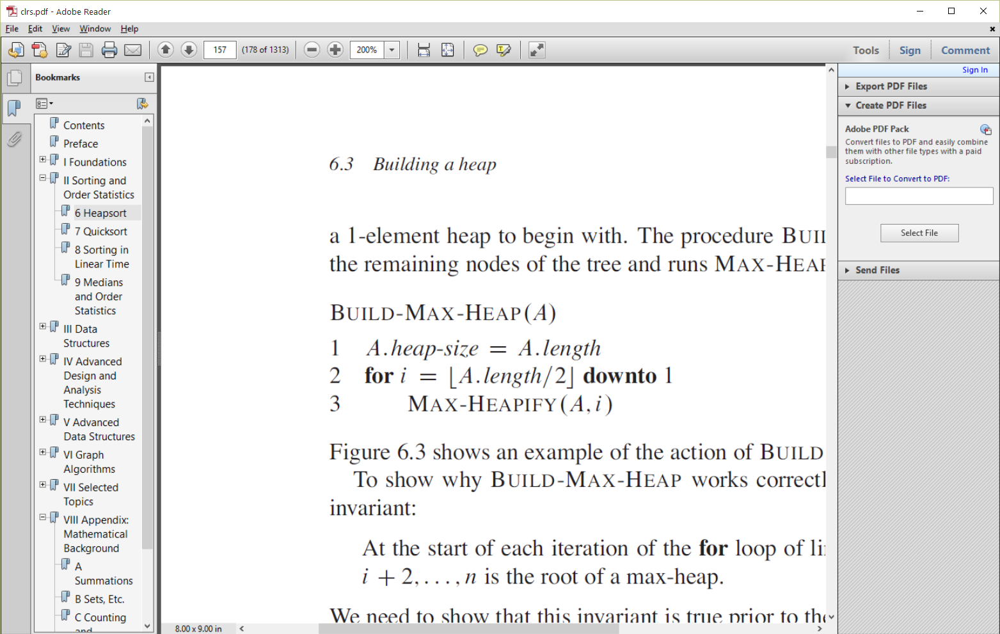 clrs.pdf - Adobe Reader
File Edit View Window Help
157 (178 of 1313) 200% Tools Sign Comment
Bookmarks
Contents
Preface
I Foundations
II Sorting and
Order Statistics
6 Heapsort
7 Quicksort
8 Sorting in
Linear Time
9 Medians
and Order
Statistics
III Data
Structures
IV Advanced
Design and
Analysis
Techniques
V Advanced
Data Structures
VI Graph
Algorithms
VII Selected
Topics
VIII Appendix:
Mathematical
Background
A
Summations
B Sets, Etc.
C Counting
and
6.3 Building a heap
a 1-element heap to begin with. The procedure BUI
the remaining nodes of the tree and runs MAX-HEA
BUILD-MAX-HEAP(A)
1 A.heap-size = A.length
2 for i = ⌊A.length/2⌋ downto 1
3 MAX-HEAPIFY(A, i)
Figure 6.3 shows an example of the action of BUILD
To show why BUILD-MAX-HEAP works correctl
invariant:
At the start of each iteration of the for loop of li
i + 2, . . . , n is the root of a max-heap.
We need to show that this invariant is true prior to the
8.00 x 9.00 in
Sign In
Export PDF Files
Create PDF Files
Adobe PDF Pack
Convert files to PDF and easily combine
them with other file types with a paid
subscription.
Select File to Convert to PDF:
Select File
Send Files